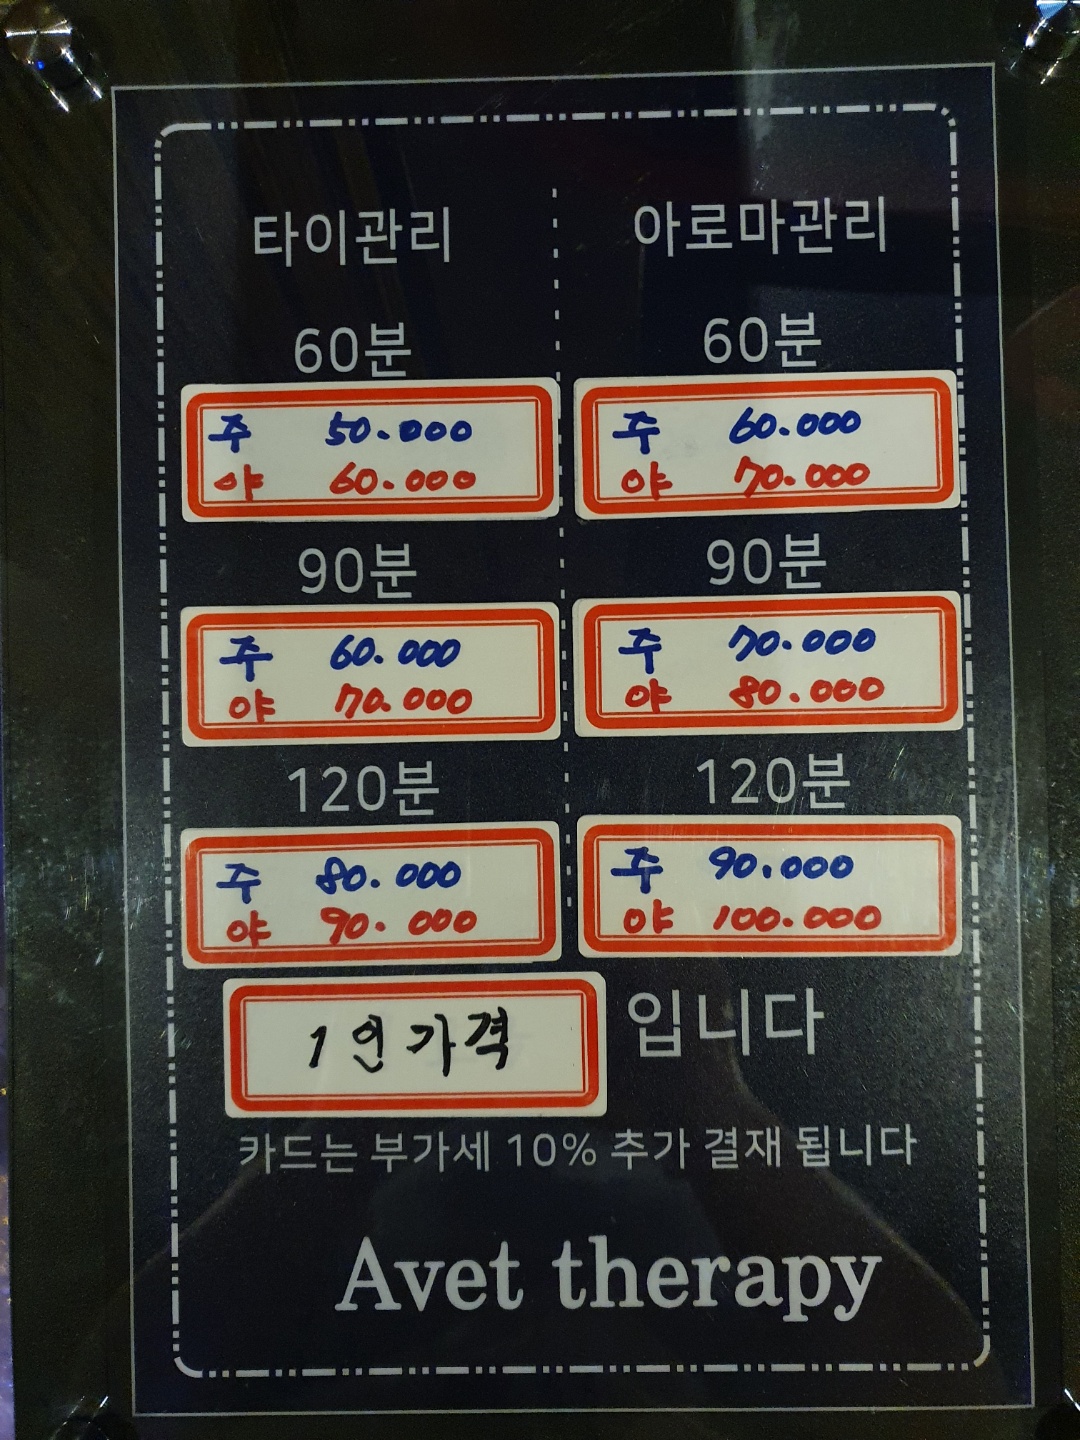 타이관리
60분
주 50.000
야 60.000
90분
주 60.000
야 70.000
120분
주 80.000
야 90.000
아로마관리
60분
주 60.000
야 70.000
90분
주 70.000
야 80.000
120분
주 90.000
야 100.000
1인가격 입니다
카드는 부가세 10% 추가 결재 됩니다
Avet therapy